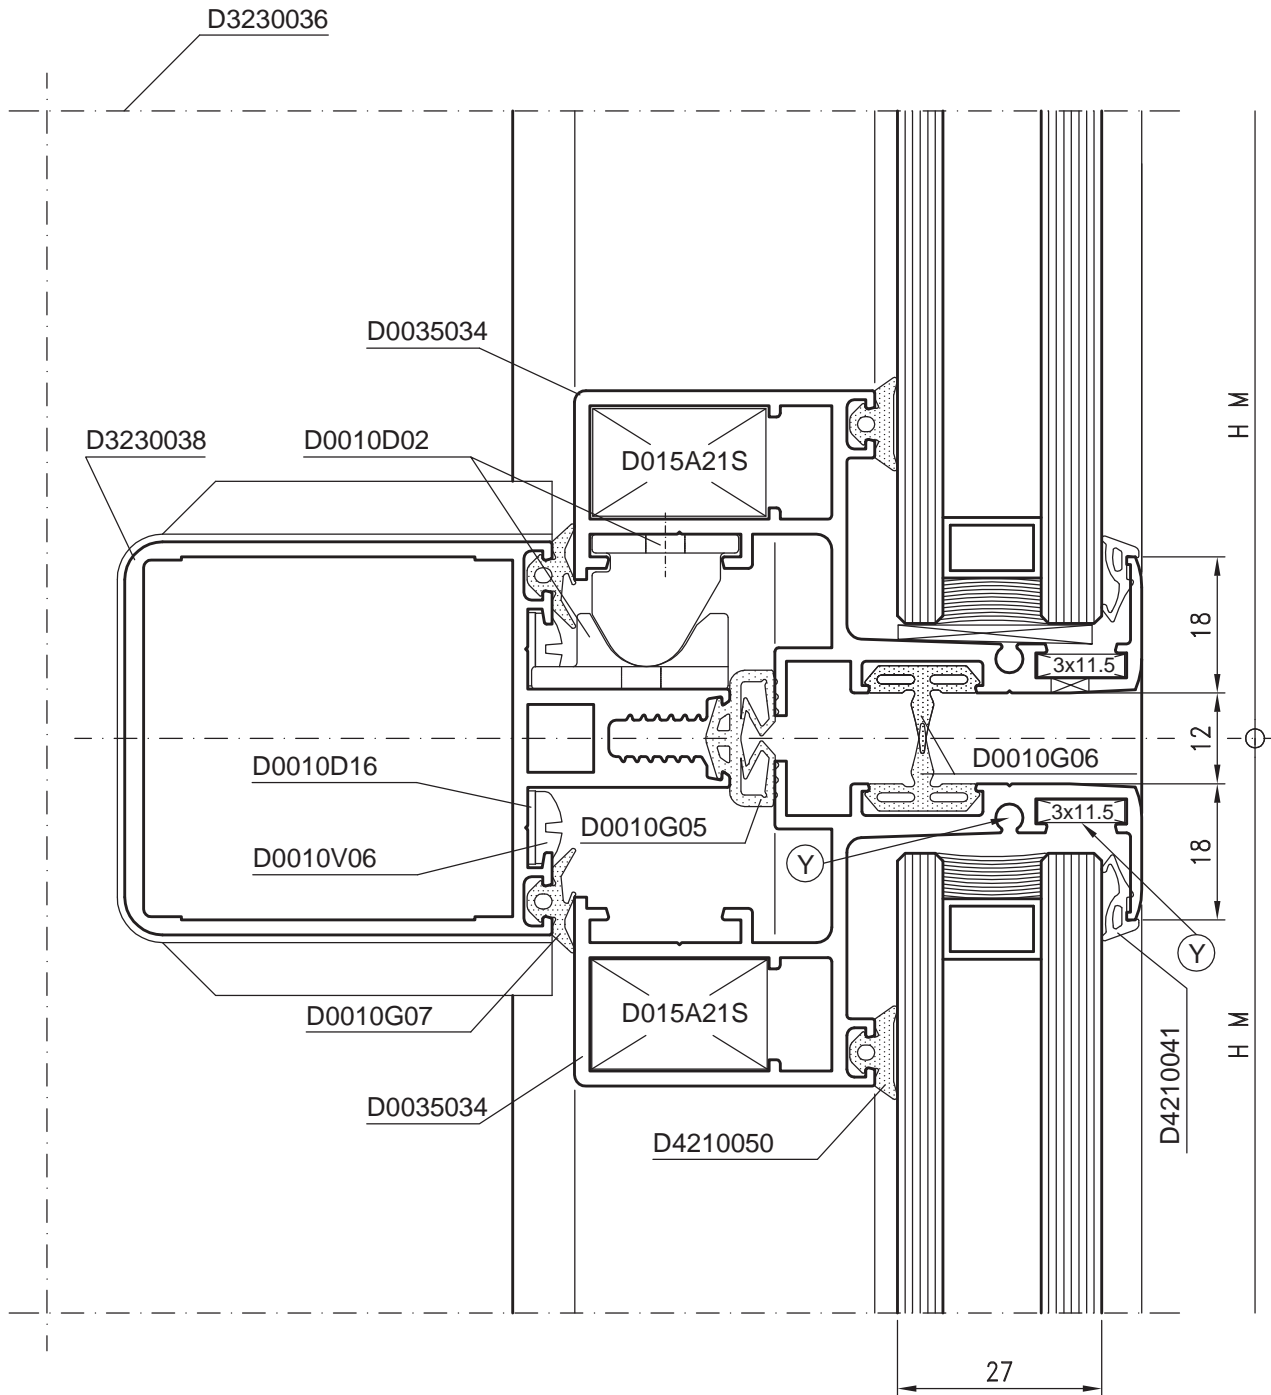 D3230036
D0035034
H M
D3230038
D0010D02
D015A21S
18
3x11.5
12
D0010D16
D0010G06
D0010G05
3x11.5
D0010V06
Y
18
Y
D0010G07
D015A21S
H M
D4210041
D0035034
D4210050
27